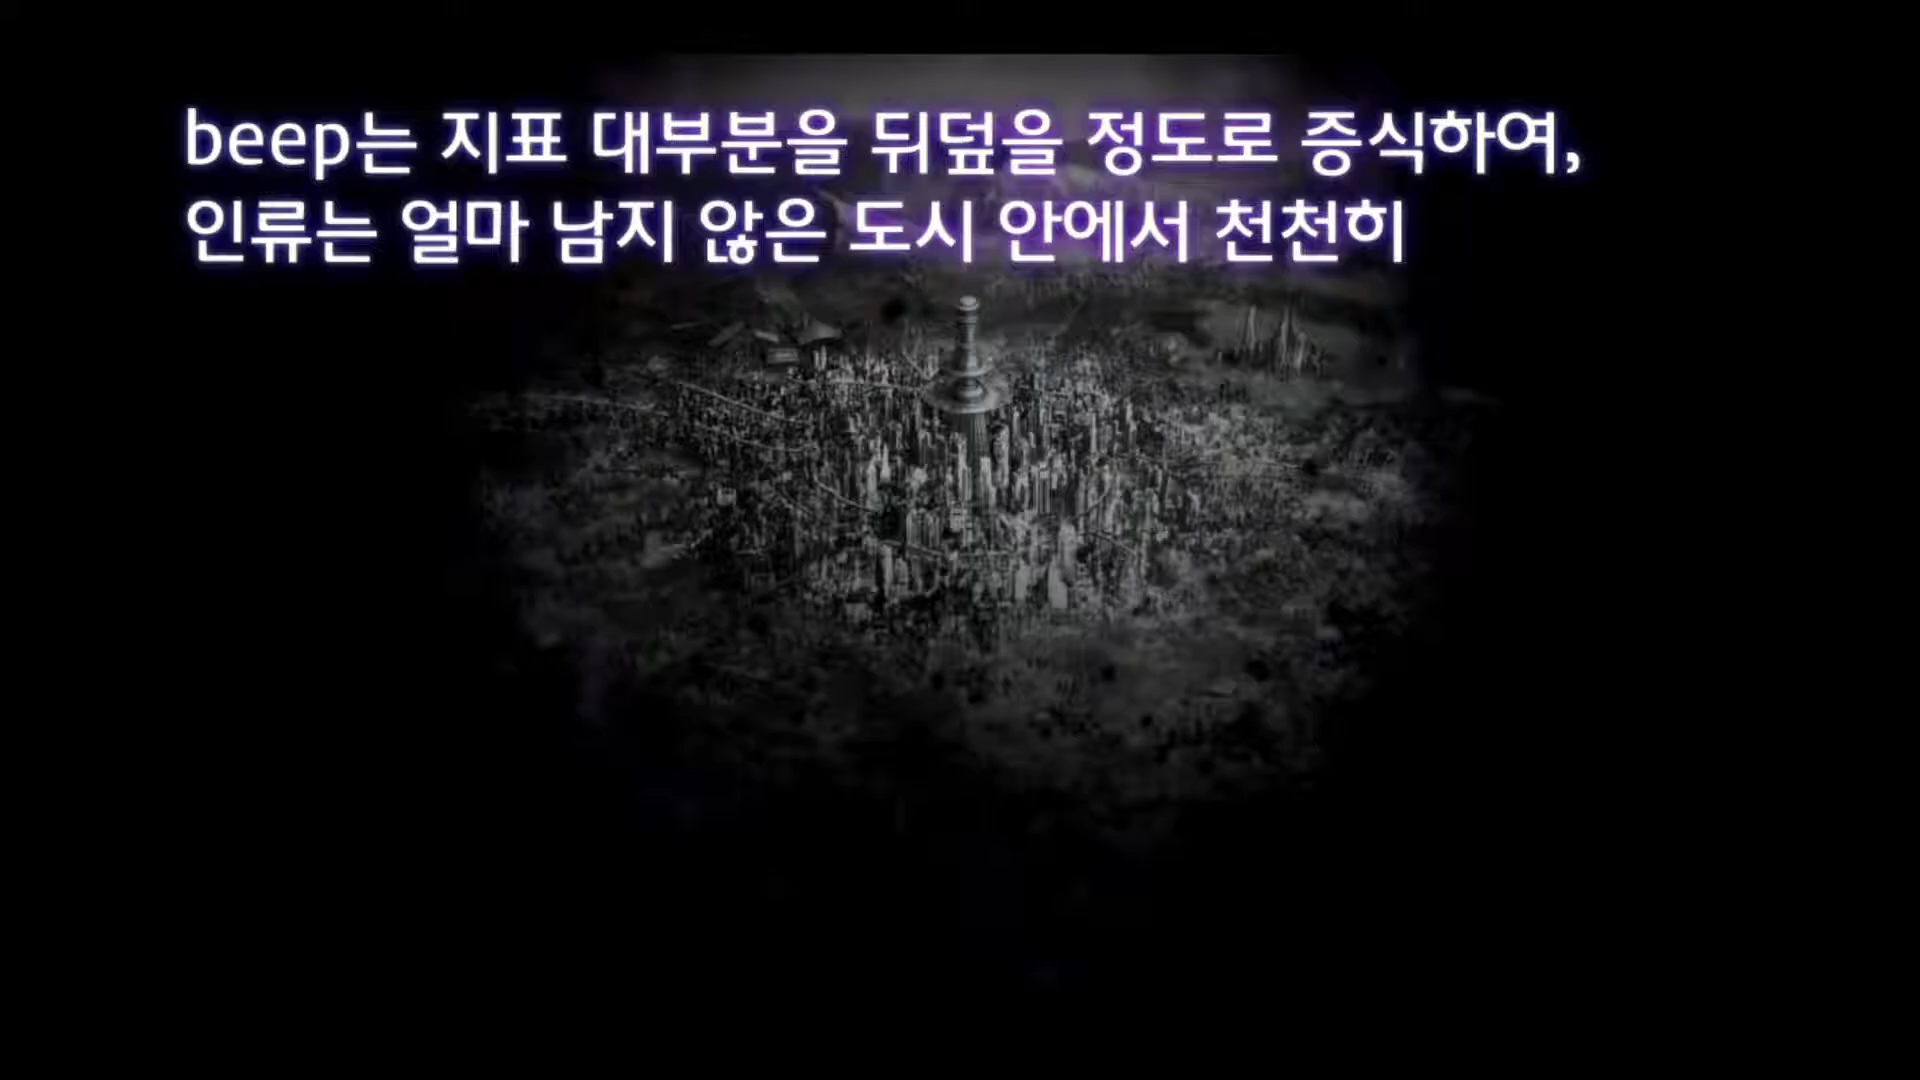 beep는 지표 대부분을 뒤덮을 정도로 증식하여,
인류는 얼마 남지 않은 도시 안에서 천천히